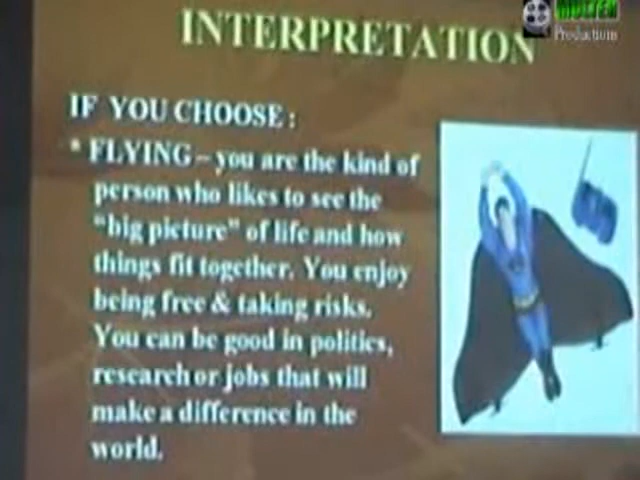 MOLTEN
Productions
INTERPRETATION
IF YOU CHOOSE :
* FLYING – you are the kind of
person who likes to see the
“big picture” of life and how
things fit together. You enjoy
being free & taking risks.
You can be good in politics,
research or jobs that will
make a difference in the
world.